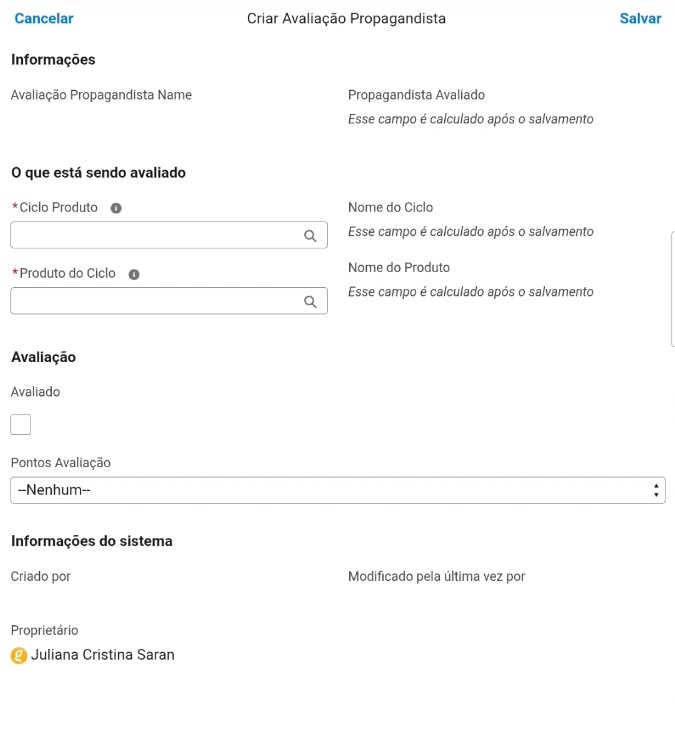 Cancelar Criar Avaliação Propagandista Salvar
Informações
Avaliação Propagandista Name Propagandista Avaliado
Esse campo é calculado após o salvamento
O que está sendo avaliado
*Ciclo Produto Nome do Ciclo
Esse campo é calculado após o salvamento
*Produto do Ciclo Nome do Produto
Esse campo é calculado após o salvamento
Avaliação
Avaliado
Pontos Avaliação
--Nenhum--
Informações do sistema
Criado por Modificado pela última vez por
Proprietário
Juliana Cristina Saran